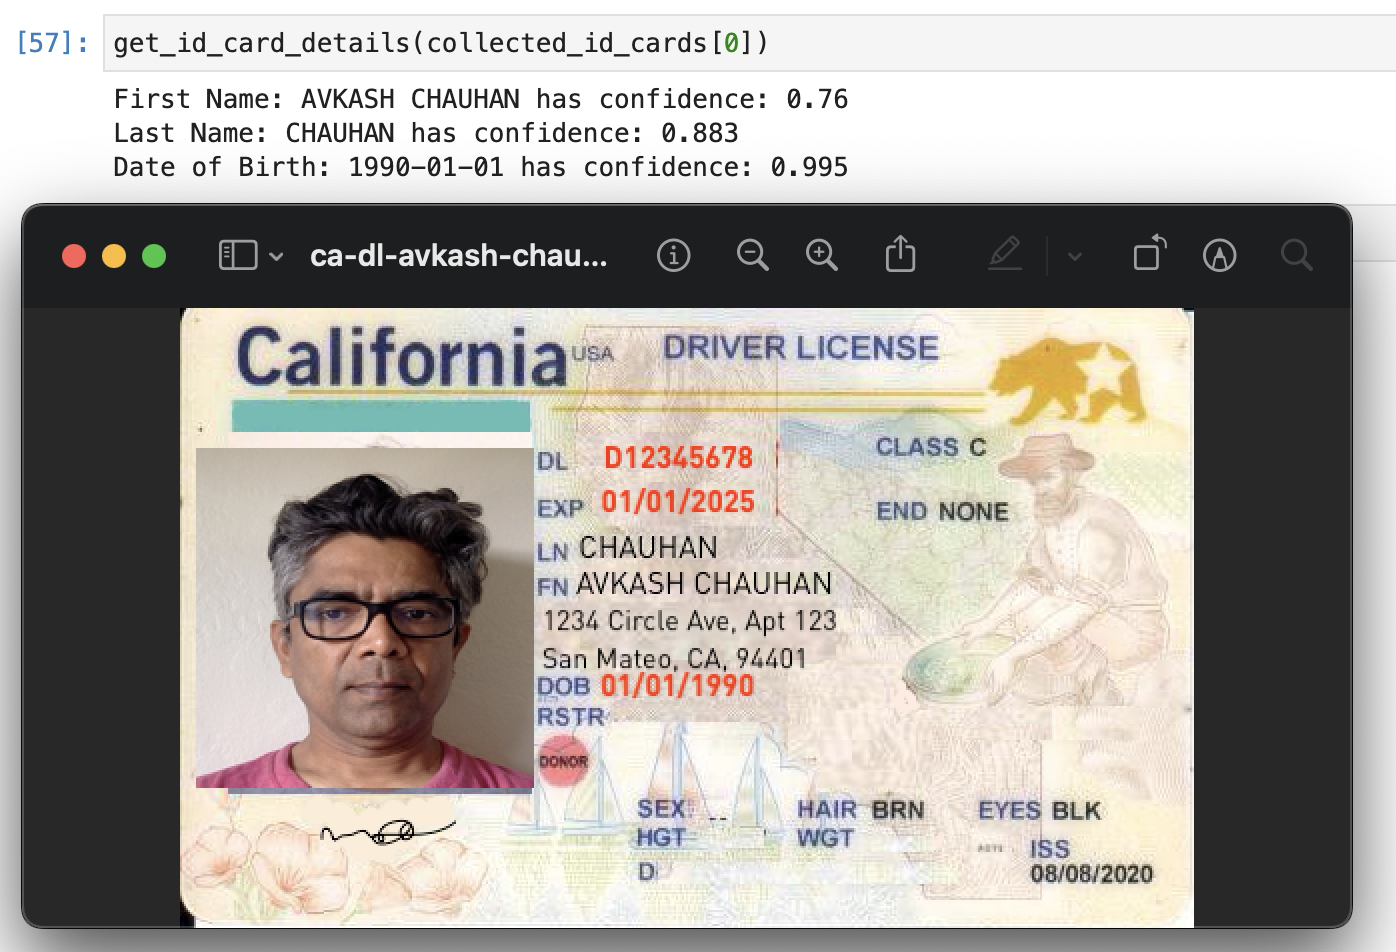 [57]: get_id_card_details(collected_id_cards[0])
First Name: AVKASH CHAUHAN has confidence: 0.76
Last Name: CHAUHAN has confidence: 0.883
Date of Birth: 1990-01-01 has confidence: 0.995
ca-dl-avkash-chau...
California USA DRIVER LICENSE
DL D12345678
CLASS C
EXP 01/01/2025
END NONE
LN CHAUHAN
FN AVKASH CHAUHAN
1234 Circle Ave, Apt 123
San Mateo, CA, 94401
DOB 01/01/1990
RSTR
DONOR
SEX -- HAIR BRN EYES BLK
HGT WGT
ISS
D 08/08/2020